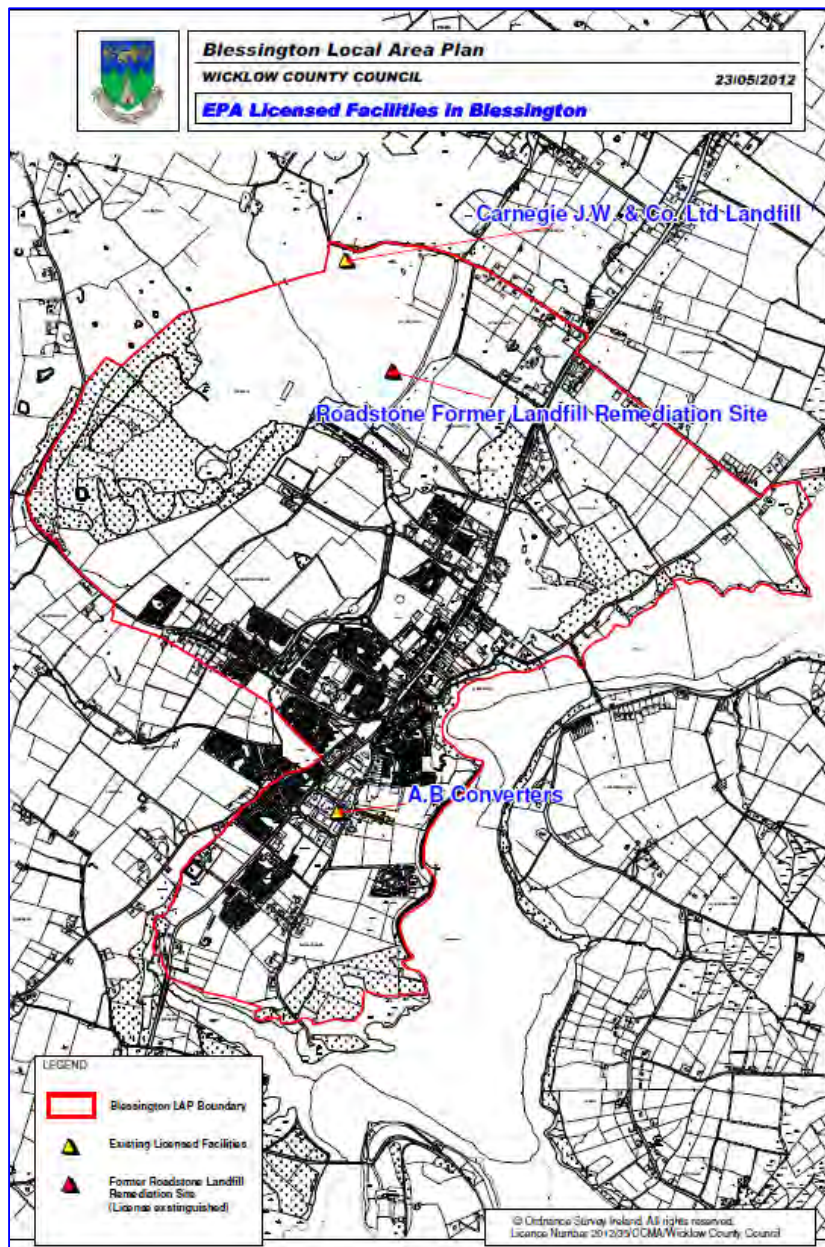 Blessington Local Area Plan
WICKLOW COUNTY COUNCIL 23/05/2012
EPA Licensed Facilities in Blessington
Carnegie J.W. & Co. Ltd Landfill
Roadstone Former Landfill Remediation Site
A.B Converters
LEGEND
Blessington LAP Boundary
Existing Licensed Facilities
Former Roadstone Landfill
Remediation Site
(License exstinguished)
© Ordnance Survey Ireland. All rights reserved.
Licence Number 2012/35/CCMA/Wicklow County Council